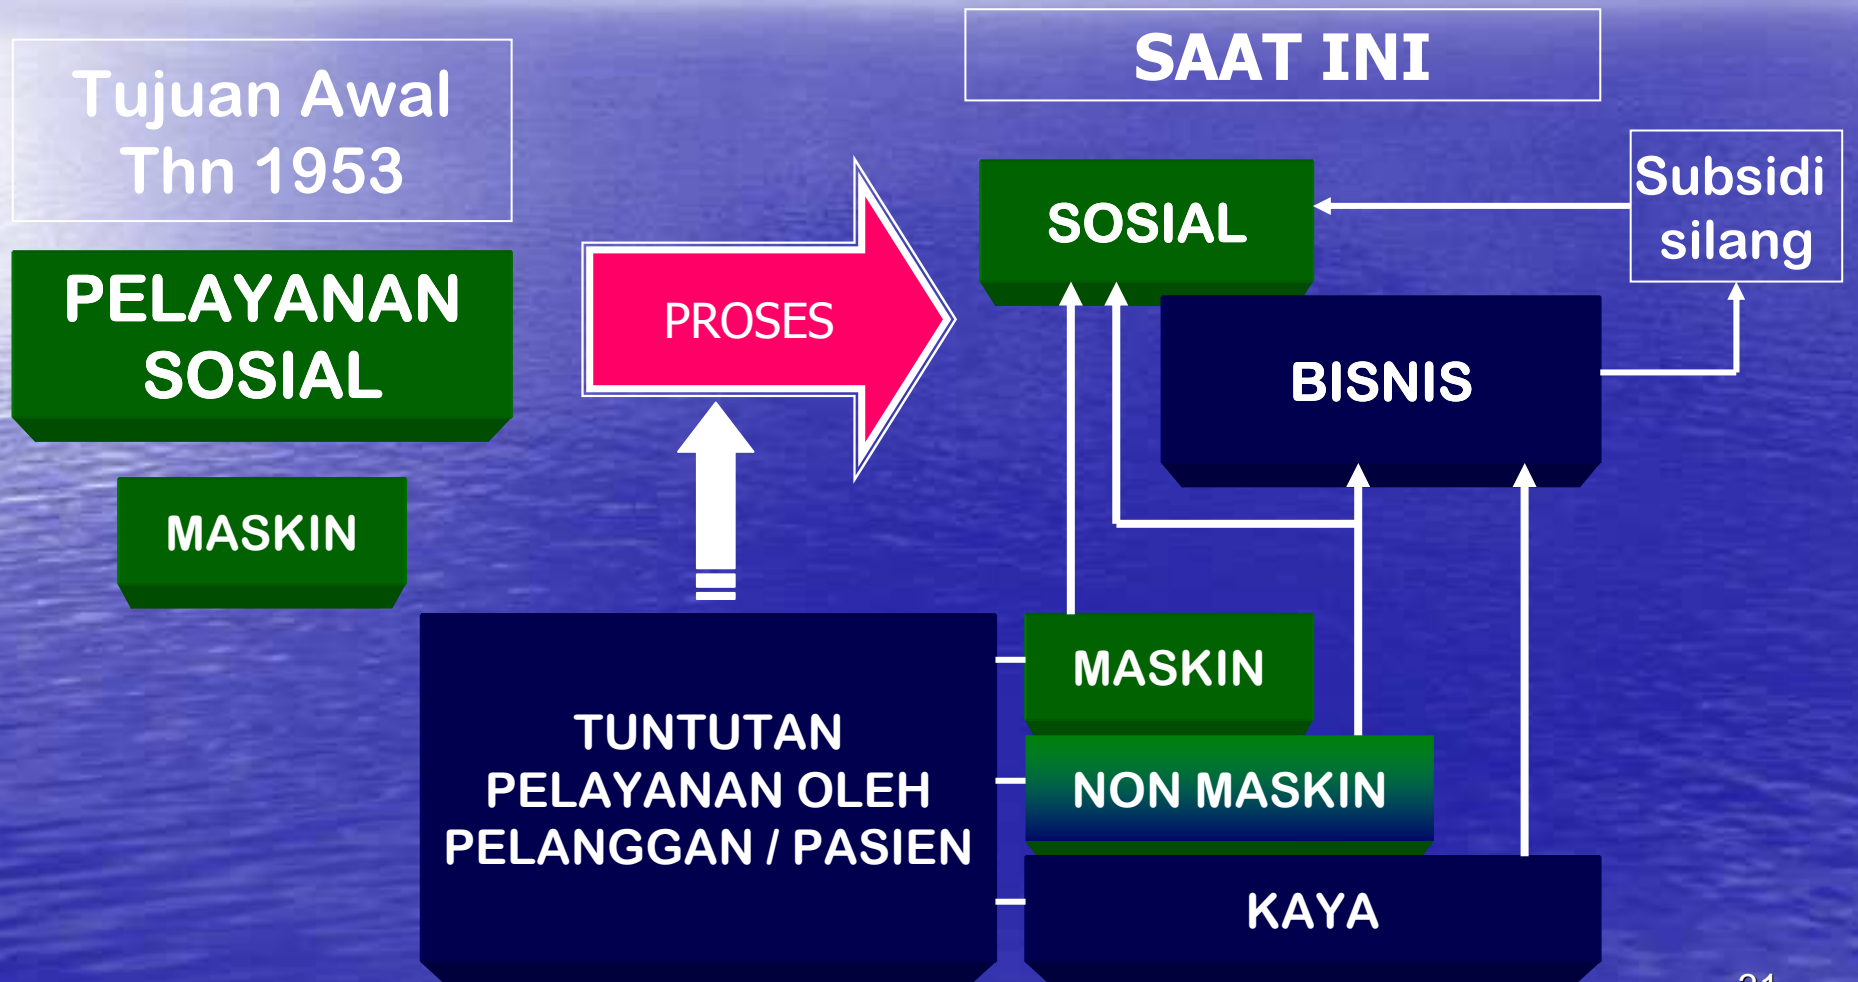 Tujuan Awal
Thn 1953
PELAYANAN
SOSIAL
MASKIN
PROSES
TUNTUTAN
PELAYANAN OLEH
PELANGGAN / PASIEN
SAAT INI
SOSIAL
Subsidi
silang
BISNIS
MASKIN
NON MASKIN
KAYA